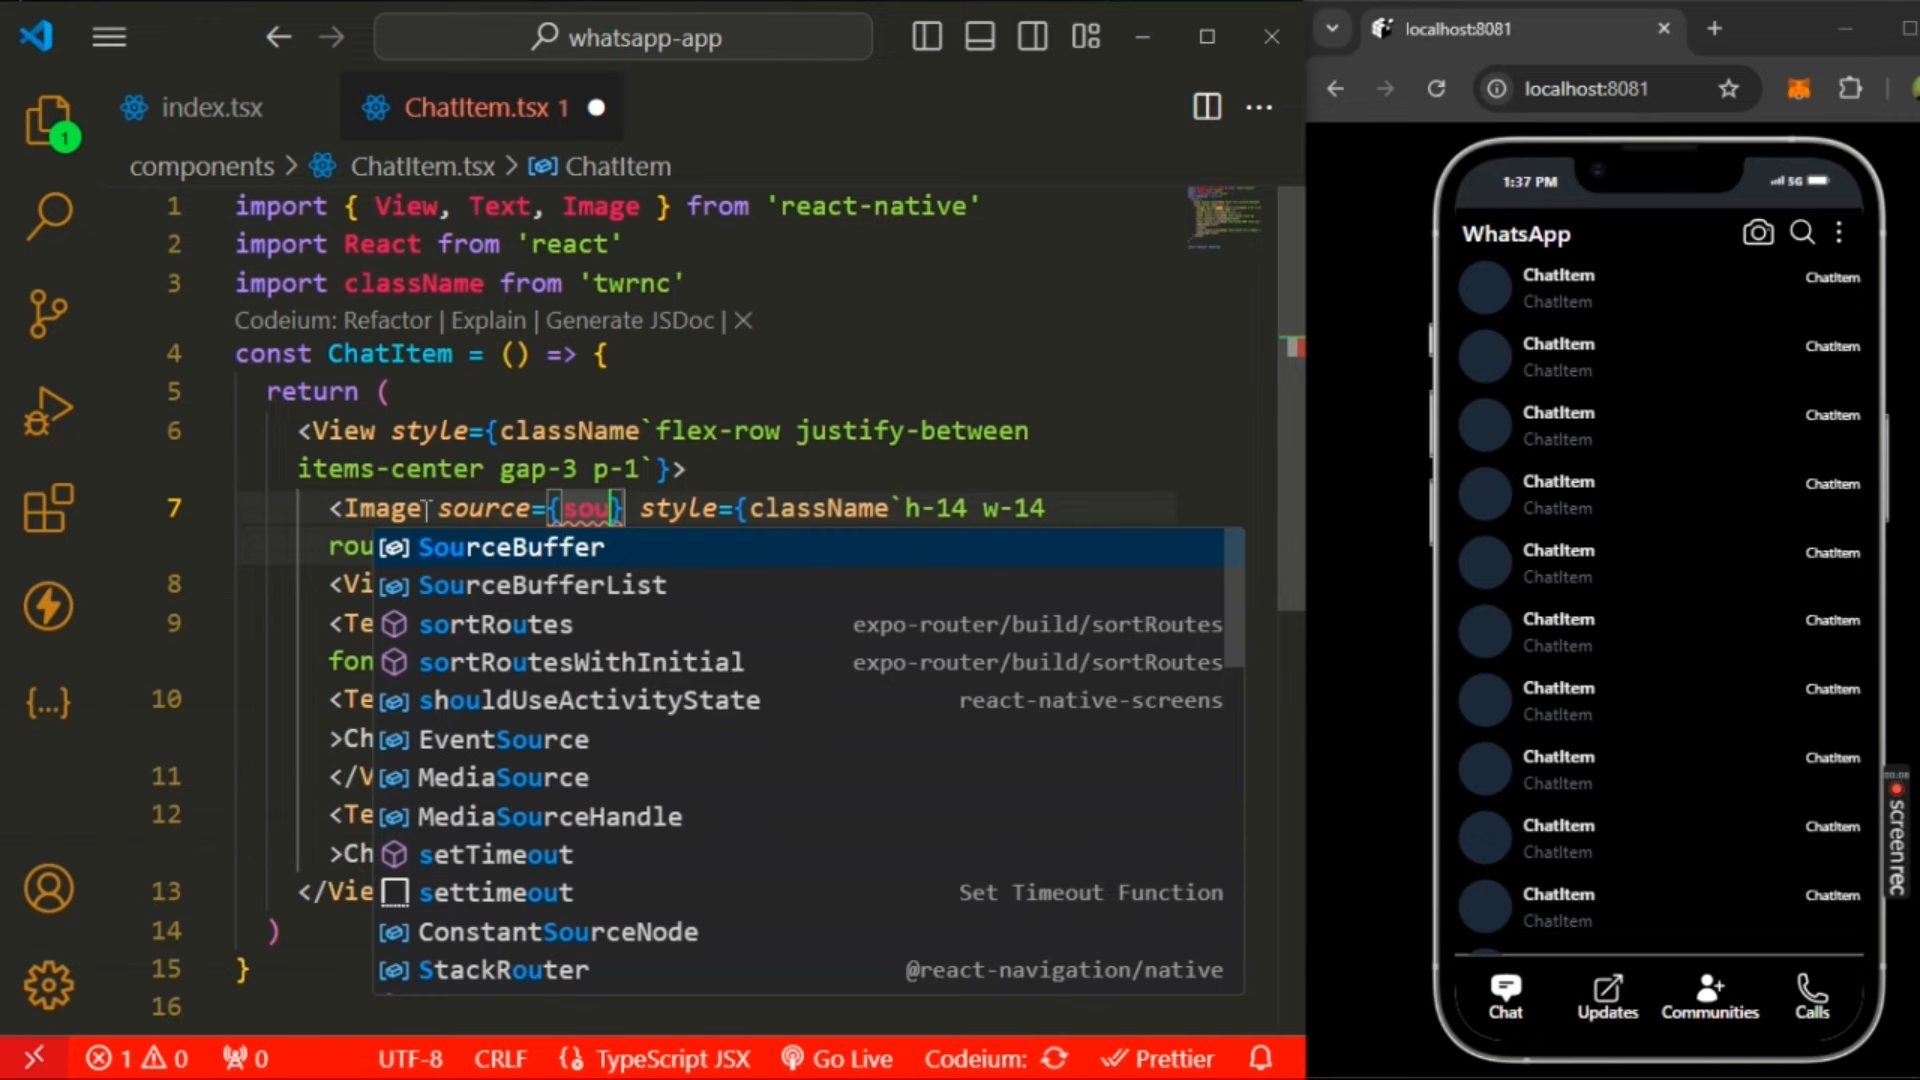 whatsapp-app
index.tsx
ChatItem.tsx 1
components > ChatItem.tsx > ChatItem
1 import { View, Text, Image } from 'react-native'
2 import React from 'react'
3 import className from 'twrnc'
Codeium: Refactor | Explain | Generate JSDoc | ×
4 const ChatItem = () => {
5 return (
6 <View style={className`flex-row justify-between
items-center gap-3 p-1`}>
7 <Image source={sou} style={className`h-14 w-14
rou
SourceBuffer
8 <Vi
SourceBufferList
9 <Te
sortRoutes expo-router/build/sortRoutes
fon
sortRoutesWithInitial expo-router/build/sortRoutes
10 <Te
shouldUseActivityState react-native-screens
>Ch
EventSource
11 </V
MediaSource
12 <Te
MediaSourceHandle
>Ch
setTimeout
13 </Vie
settimeout Set Timeout Function
14 )
ConstantSourceNode
15 }
StackRouter @react-navigation/native
16
1
{...}
1 0 0 UTF-8 CRLF {} TypeScript JSX Go Live Codeium: Prettier
localhost:8081
localhost:8081
1:37 PM 5G
WhatsApp
ChatItem ChatItem
ChatItem
ChatItem ChatItem
ChatItem
ChatItem ChatItem
ChatItem
ChatItem ChatItem
ChatItem
ChatItem ChatItem
ChatItem
ChatItem ChatItem
ChatItem
ChatItem ChatItem
ChatItem
ChatItem ChatItem
ChatItem
ChatItem ChatItem
ChatItem
ChatItem ChatItem
ChatItem
Chat Updates Communities Calls
screenrec